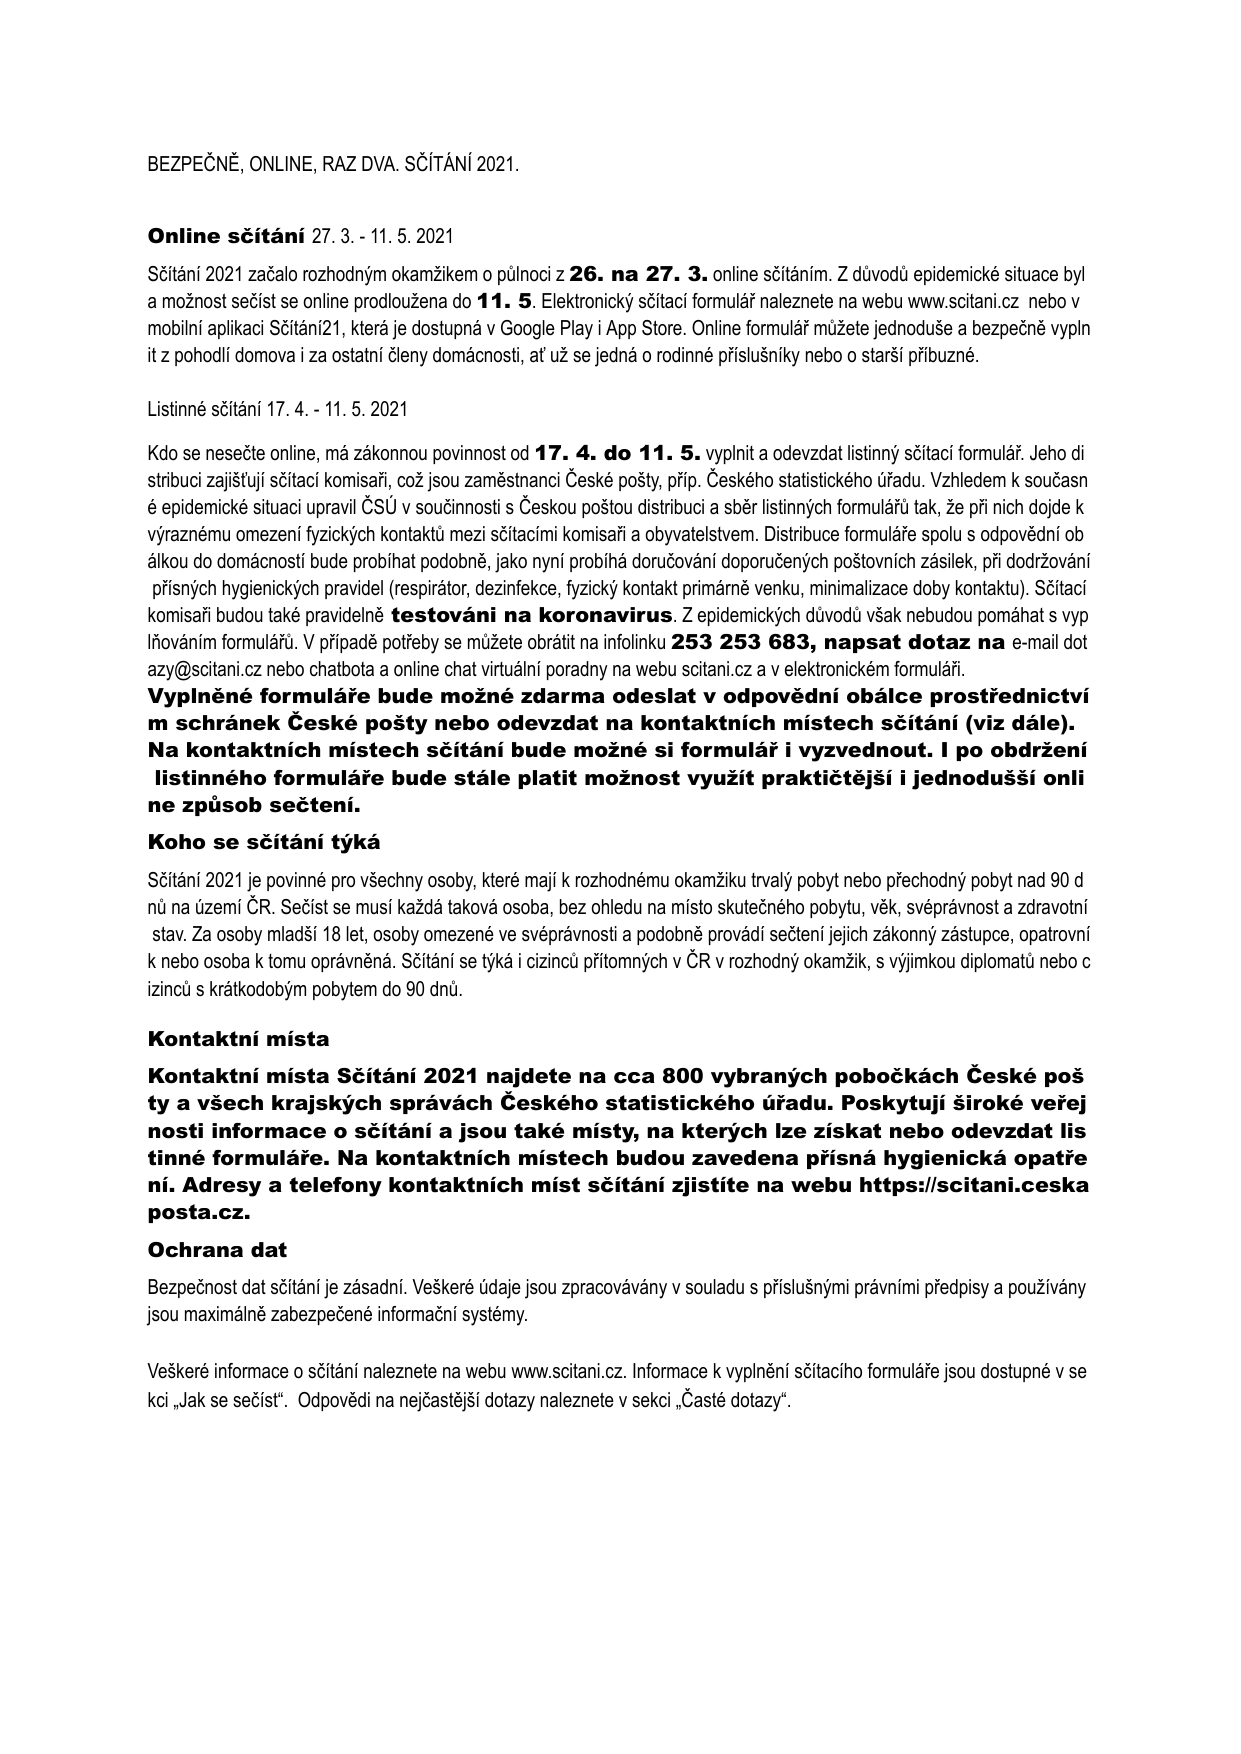 BEZPEČNĚ, ONLINE, RAZ DVA. SČÍTÁNÍ 2021.
Online sčítání 27. 3. - 11. 5. 2021
Sčítání 2021 začalo rozhodným okamžikem o půlnoci z 26. na 27. 3. online sčítáním. Z důvodů epidemické situace byl
a možnost sečíst se online prodloužena do 11. 5. Elektronický sčítací formulář naleznete na webu www.scitani.cz  nebo v
mobilní aplikaci Sčítání21, která je dostupná v Google Play i App Store. Online formulář můžete jednoduše a bezpečně vypln
it z pohodlí domova i za ostatní členy domácnosti, ať už se jedná o rodinné příslušníky nebo o starší příbuzné.
Listinné sčítání 17. 4. - 11. 5. 2021
Kdo se nesečte online, má zákonnou povinnost od 17. 4. do 11. 5. vyplnit a odevzdat listinný sčítací formulář. Jeho di
stribuci zajišťují sčítací komisaři, což jsou zaměstnanci České pošty, příp. Českého statistického úřadu. Vzhledem k současn
é epidemické situaci upravil ČSÚ v součinnosti s Českou poštou distribuci a sběr listinných formulářů tak, že při nich dojde k
výraznému omezení fyzických kontaktů mezi sčítacími komisaři a obyvatelstvem. Distribuce formuláře spolu s odpovědní ob
álkou do domácností bude probíhat podobně, jako nyní probíhá doručování doporučených poštovních zásilek, při dodržování
přísných hygienických pravidel (respirátor, dezinfekce, fyzický kontakt primárně venku, minimalizace doby kontaktu). Sčítací
komisaři budou také pravidelně testováni na koronavirus. Z epidemických důvodů však nebudou pomáhat s vyp
lňováním formulářů. V případě potřeby se můžete obrátit na infolinku 253 253 683, napsat dotaz na e-mail dot
azy@scitani.cz nebo chatbota a online chat virtuální poradny na webu scitani.cz a v elektronickém formuláři.
Vyplněné formuláře bude možné zdarma odeslat v odpovědní obálce prostřednictví
m schránek České pošty nebo odevzdat na kontaktních místech sčítání (viz dále).
Na kontaktních místech sčítání bude možné si formulář i vyzvednout. I po obdržení
listinného formuláře bude stále platit možnost využít praktičtější i jednodušší onli
ne způsob sečtení.
Koho se sčítání týká
Sčítání 2021 je povinné pro všechny osoby, které mají k rozhodnému okamžiku trvalý pobyt nebo přechodný pobyt nad 90 d
nů na území ČR. Sečíst se musí každá taková osoba, bez ohledu na místo skutečného pobytu, věk, svéprávnost a zdravotní
stav. Za osoby mladší 18 let, osoby omezené ve svéprávnosti a podobně provádí sečtení jejich zákonný zástupce, opatrovní
k nebo osoba k tomu oprávněná. Sčítání se týká i cizinců přítomných v ČR v rozhodný okamžik, s výjimkou diplomatů nebo c
izinců s krátkodobým pobytem do 90 dnů.
Kontaktní místa
Kontaktní místa Sčítání 2021 najdete na cca 800 vybraných pobočkách České poš
ty a všech krajských správách Českého statistického úřadu. Poskytují široké veřej
nosti informace o sčítání a jsou také místy, na kterých lze získat nebo odevzdat lis
tinné formuláře. Na kontaktních místech budou zavedena přísná hygienická opatře
ní. Adresy a telefony kontaktních míst sčítání zjistíte na webu https://scitani.ceska
posta.cz.
Ochrana dat
Bezpečnost dat sčítání je zásadní. Veškeré údaje jsou zpracovávány v souladu s příslušnými právními předpisy a používány
jsou maximálně zabezpečené informační systémy.
Veškeré informace o sčítání naleznete na webu www.scitani.cz. Informace k vyplnění sčítacího formuláře jsou dostupné v se
kci „Jak se sečíst“.  Odpovědi na nejčastější dotazy naleznete v sekci „Časté dotazy“.